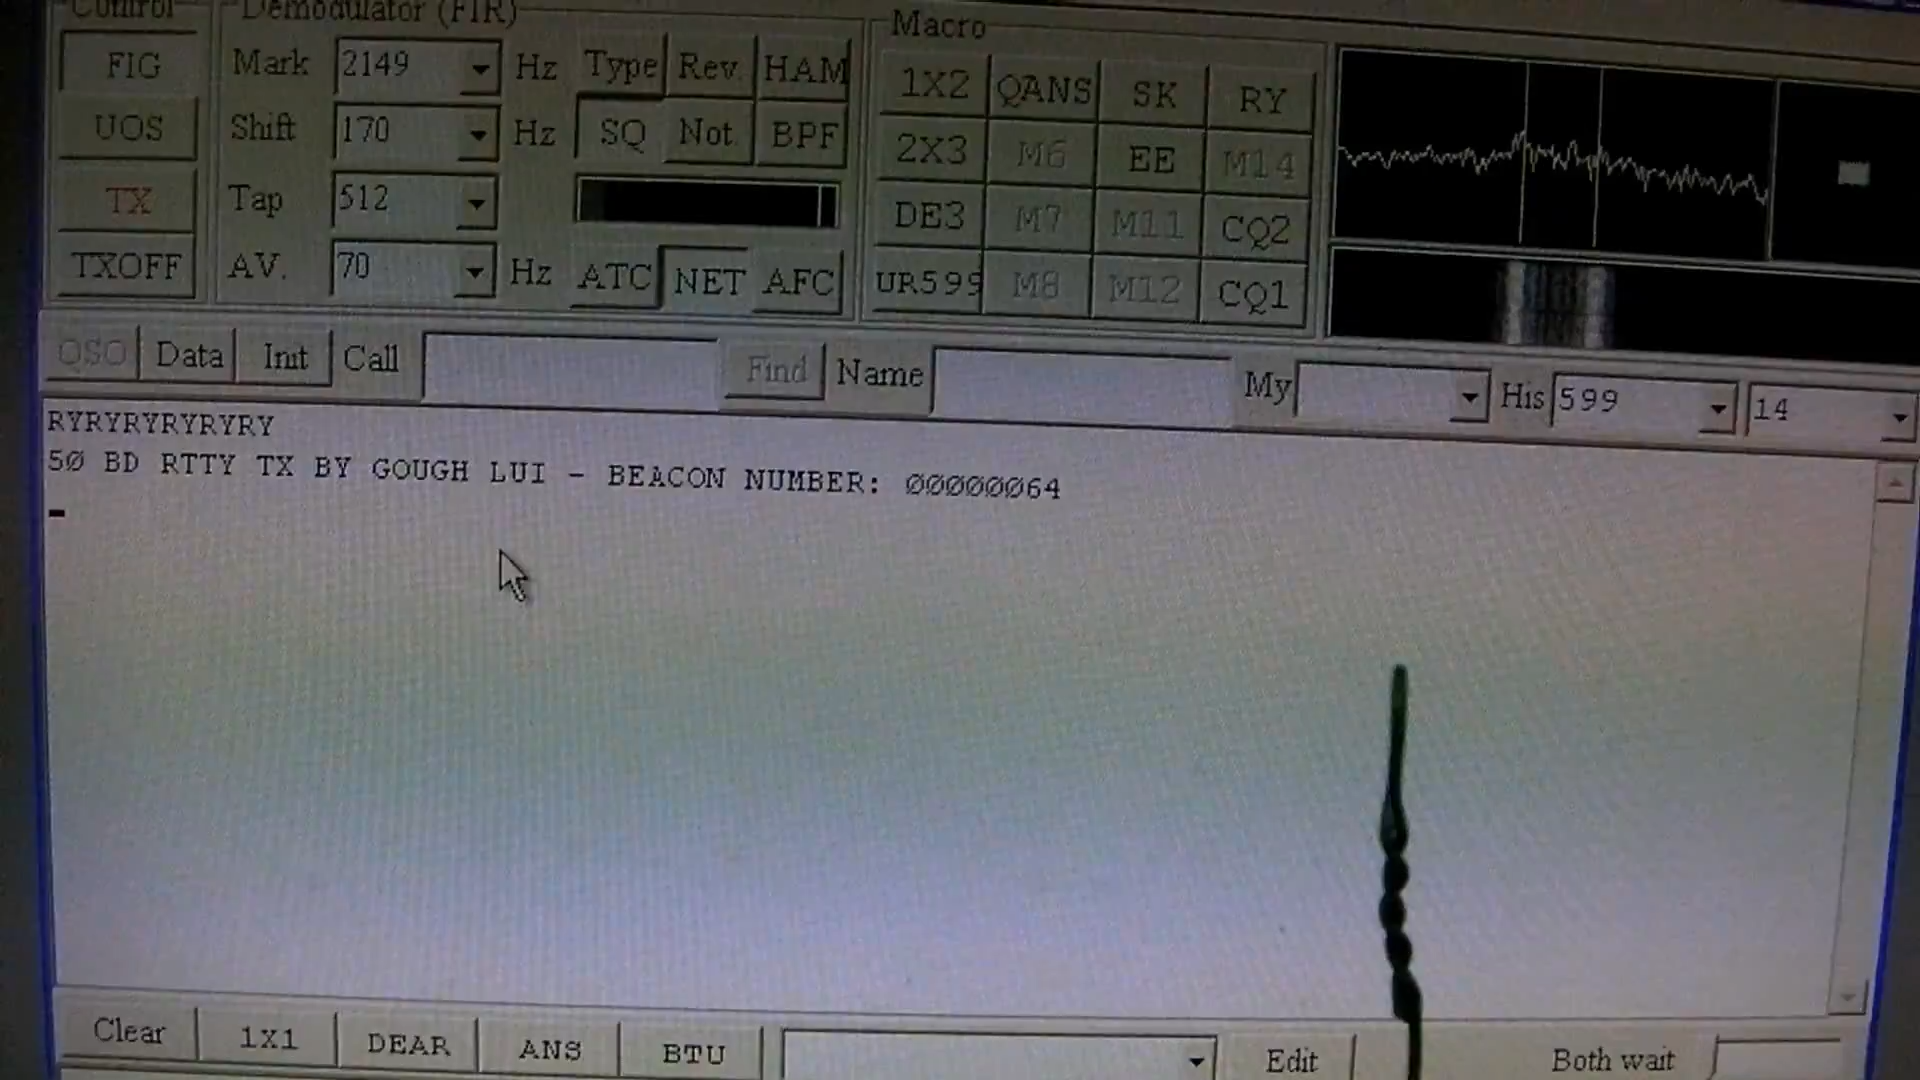 Control Demodulator (FIR) Macro
FIG Mark 2149 Hz Type Rev. HAM 1X2 QANS SK RY
UOS Shift 170 Hz SQ Not. BPF 2X3 M6 EE M14
TX Tap 512 DE3 M7 M11 CQ2
TXOFF AV. 70 Hz ATC NET AFC UR599 M8 M12 CQ1
QSO Data Init Call Find Name My His 599 14
RYRYRYRYRYRY
5Ø BD RTTY TX BY GOUGH LUI - BEACON NUMBER: ØØØØØØ64
Clear 1X1 DEAR ANS BTU Edit Both wait